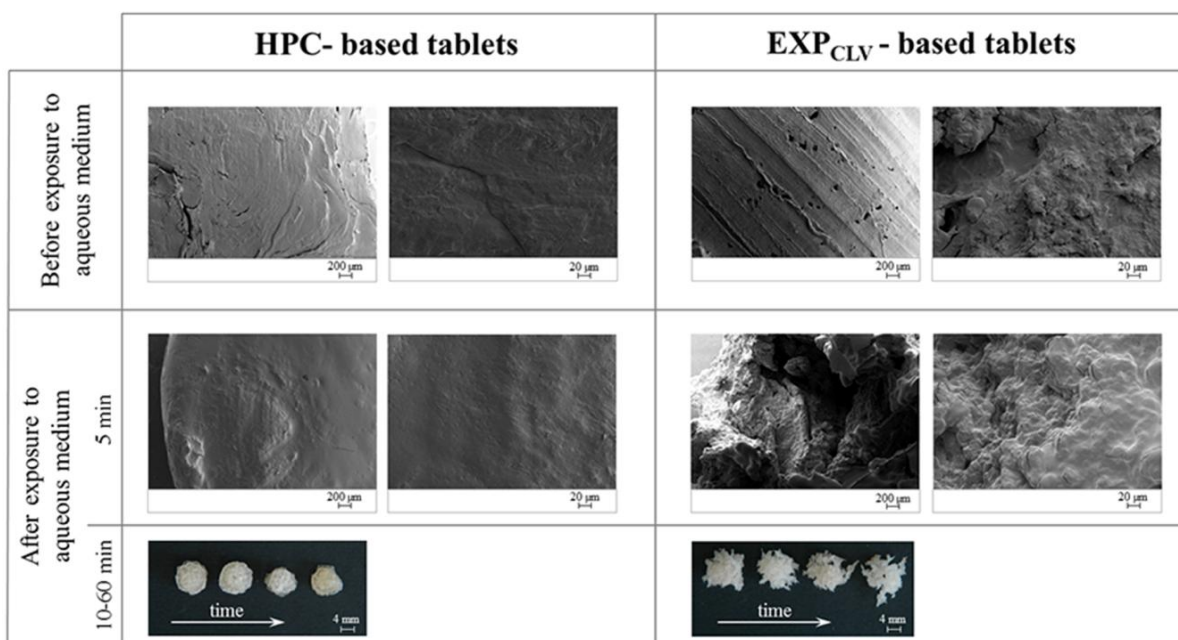 HPC- based tablets
EXPCLV - based tablets
Before exposure to
aqueous medium
200 µm
20 µm
200 µm
20 µm
After exposure to
aqueous medium
5 min
200 µm
20 µm
200 µm
20 µm
10-60 min
time
4 mm
time
4 mm